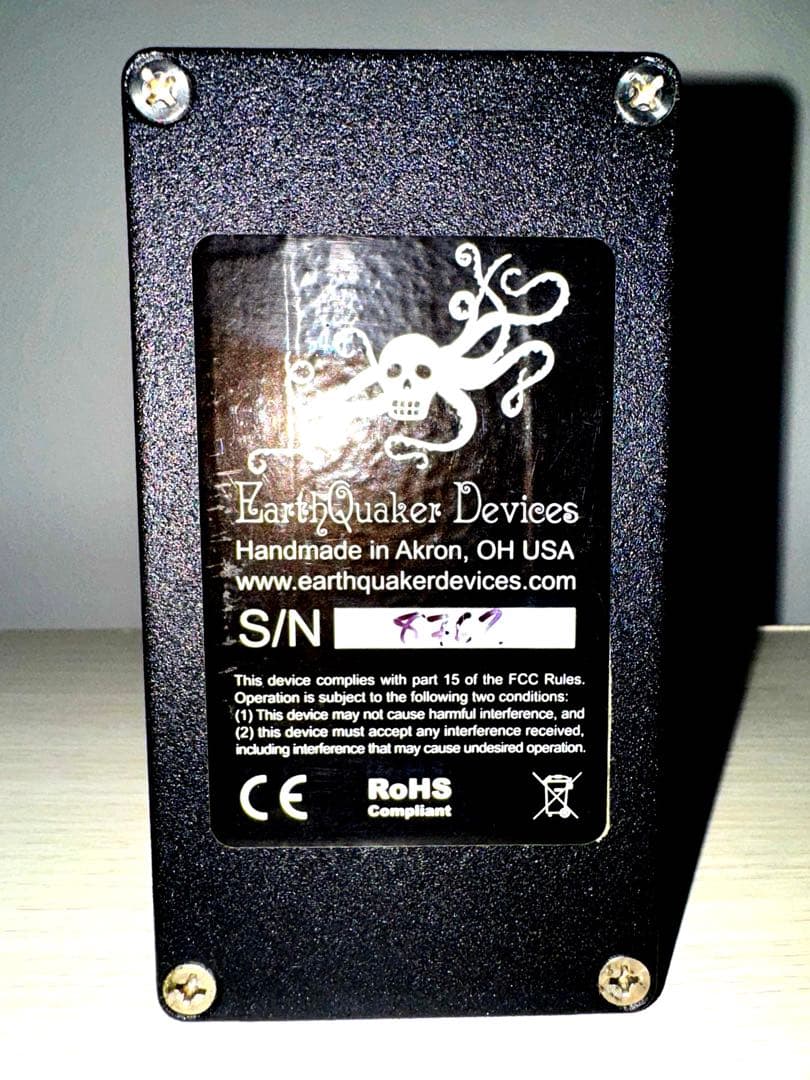 EarthQuaker Devices
Handmade in Akron, OH USA
www.earthquakerdevices.com
S/N
This device complies with part 15 of the FCC Rules.
Operation is subject to the following two conditions:
(1) This device may not cause harmful interference, and
(2) this device must accept any interference received,
including interference that may cause undesired operation.
CE RoHS
Compliant